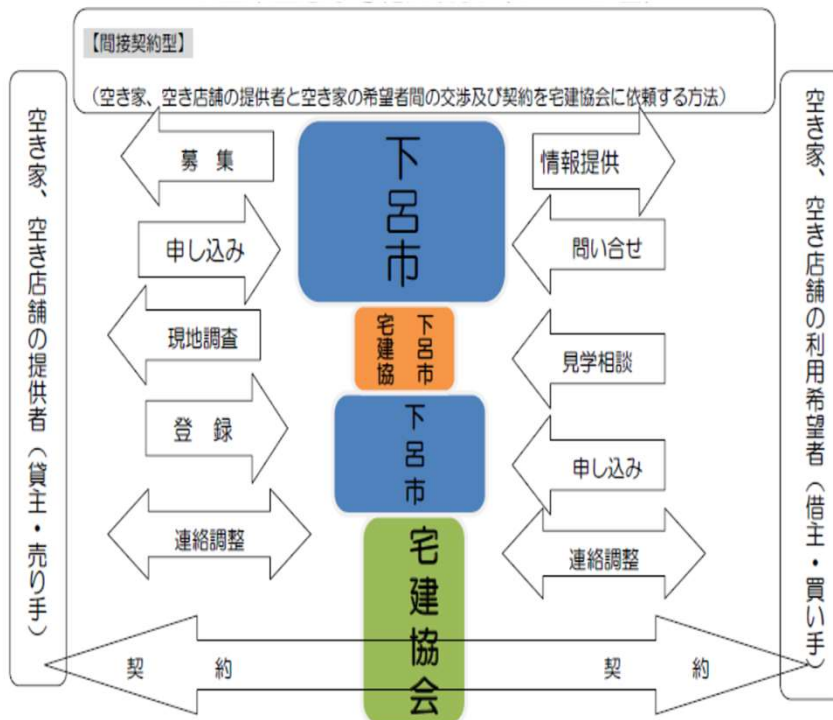 【間接契約型】
(空き家、空き店舗の提供者と空き家の希望者間の交渉及び契約を宅建協会に依頼する方法)
空き家、空き店舗の提供者(貸主・売り手)
募 集
申し込み
現地調査
登 録
連絡調整
下呂市
下呂市
宅建協
下呂市
宅建協会
情報提供
問い合せ
見学相談
申し込み
連絡調整
契 約
契 約
空き家、空き店舗の利用希望者(借主・買い手)